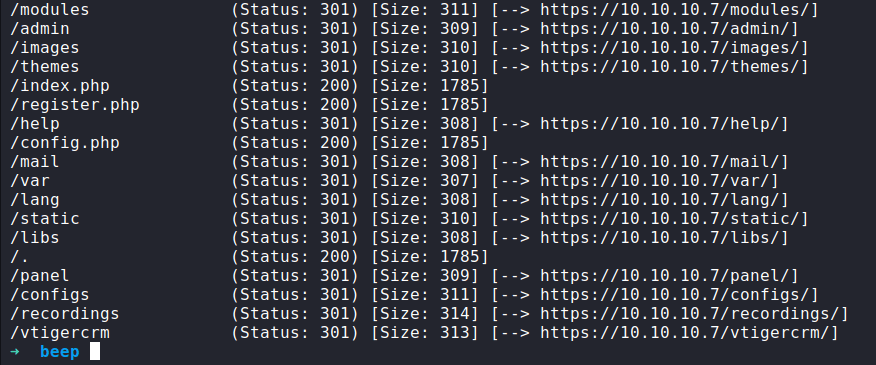 /modules              (Status: 301) [Size: 311] [--> https://10.10.10.7/modules/]
/admin                (Status: 301) [Size: 309] [--> https://10.10.10.7/admin/]
/images               (Status: 301) [Size: 310] [--> https://10.10.10.7/images/]
/themes               (Status: 301) [Size: 310] [--> https://10.10.10.7/themes/]
/index.php            (Status: 200) [Size: 1785]
/register.php         (Status: 200) [Size: 1785]
/help                 (Status: 301) [Size: 308] [--> https://10.10.10.7/help/]
/config.php           (Status: 200) [Size: 1785]
/mail                 (Status: 301) [Size: 308] [--> https://10.10.10.7/mail/]
/var                  (Status: 301) [Size: 307] [--> https://10.10.10.7/var/]
/lang                 (Status: 301) [Size: 308] [--> https://10.10.10.7/lang/]
/static               (Status: 301) [Size: 310] [--> https://10.10.10.7/static/]
/libs                 (Status: 301) [Size: 308] [--> https://10.10.10.7/libs/]
/.                    (Status: 200) [Size: 1785]
/panel                (Status: 301) [Size: 309] [--> https://10.10.10.7/panel/]
/configs              (Status: 301) [Size: 311] [--> https://10.10.10.7/configs/]
/recordings           (Status: 301) [Size: 314] [--> https://10.10.10.7/recordings/]
/vtigercrm            (Status: 301) [Size: 313] [--> https://10.10.10.7/vtigercrm/]
➜  beep